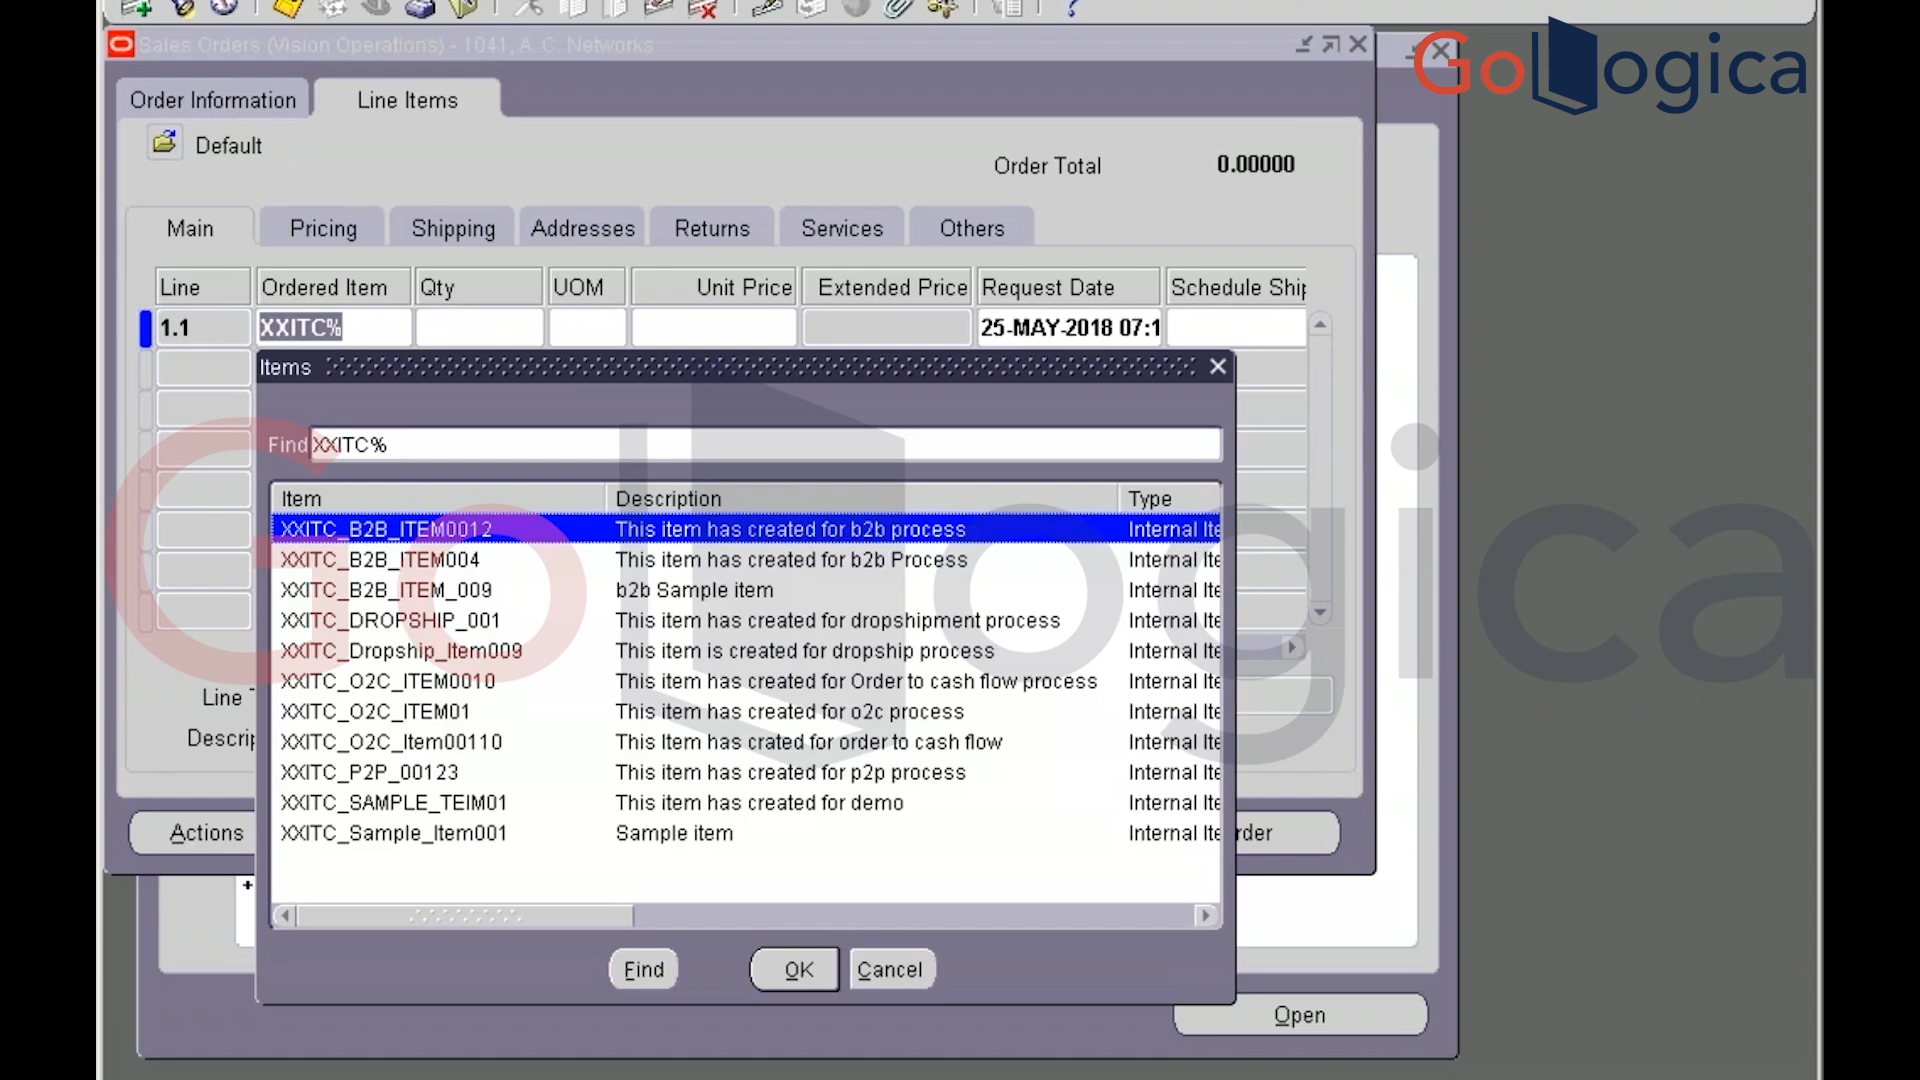 Sales Orders (Vision Operations) - 1041, A. C. Networks
GoLogica
Order Information Line Items
Default
Order Total 0.00000
Main Pricing Shipping Addresses Returns Services Others
Line Ordered Item Qty UOM Unit Price Extended Price Request Date Schedule Ship
1.1 XXITC% 25-MAY-2018 07:1
Items
Find XXITC%
Item Description Type
XXITC_B2B_ITEM0012 This item has created for b2b process Internal Ite
XXITC_B2B_ITEM004 This item has created for b2b Process Internal Ite
XXITC_B2B_ITEM_009 b2b Sample item Internal Ite
XXITC_DROPSHIP_001 This item has created for dropshipment process Internal Ite
XXITC_Dropship_Item009 This item is created for dropship process Internal Ite
XXITC_O2C_ITEM0010 This item has created for Order to cash flow process Internal Ite
XXITC_O2C_ITEM01 This item has created for o2c process Internal Ite
XXITC_O2C_Item00110 This Item has crated for order to cash flow Internal Ite
XXITC_P2P_00123 This item has created for p2p process Internal Ite
XXITC_SAMPLE_TEIM01 This item has created for demo Internal Ite
XXITC_Sample_Item001 Sample item Internal Ite
Line T
Descrip
Actions
rder
Find OK Cancel
Open
GoLogica